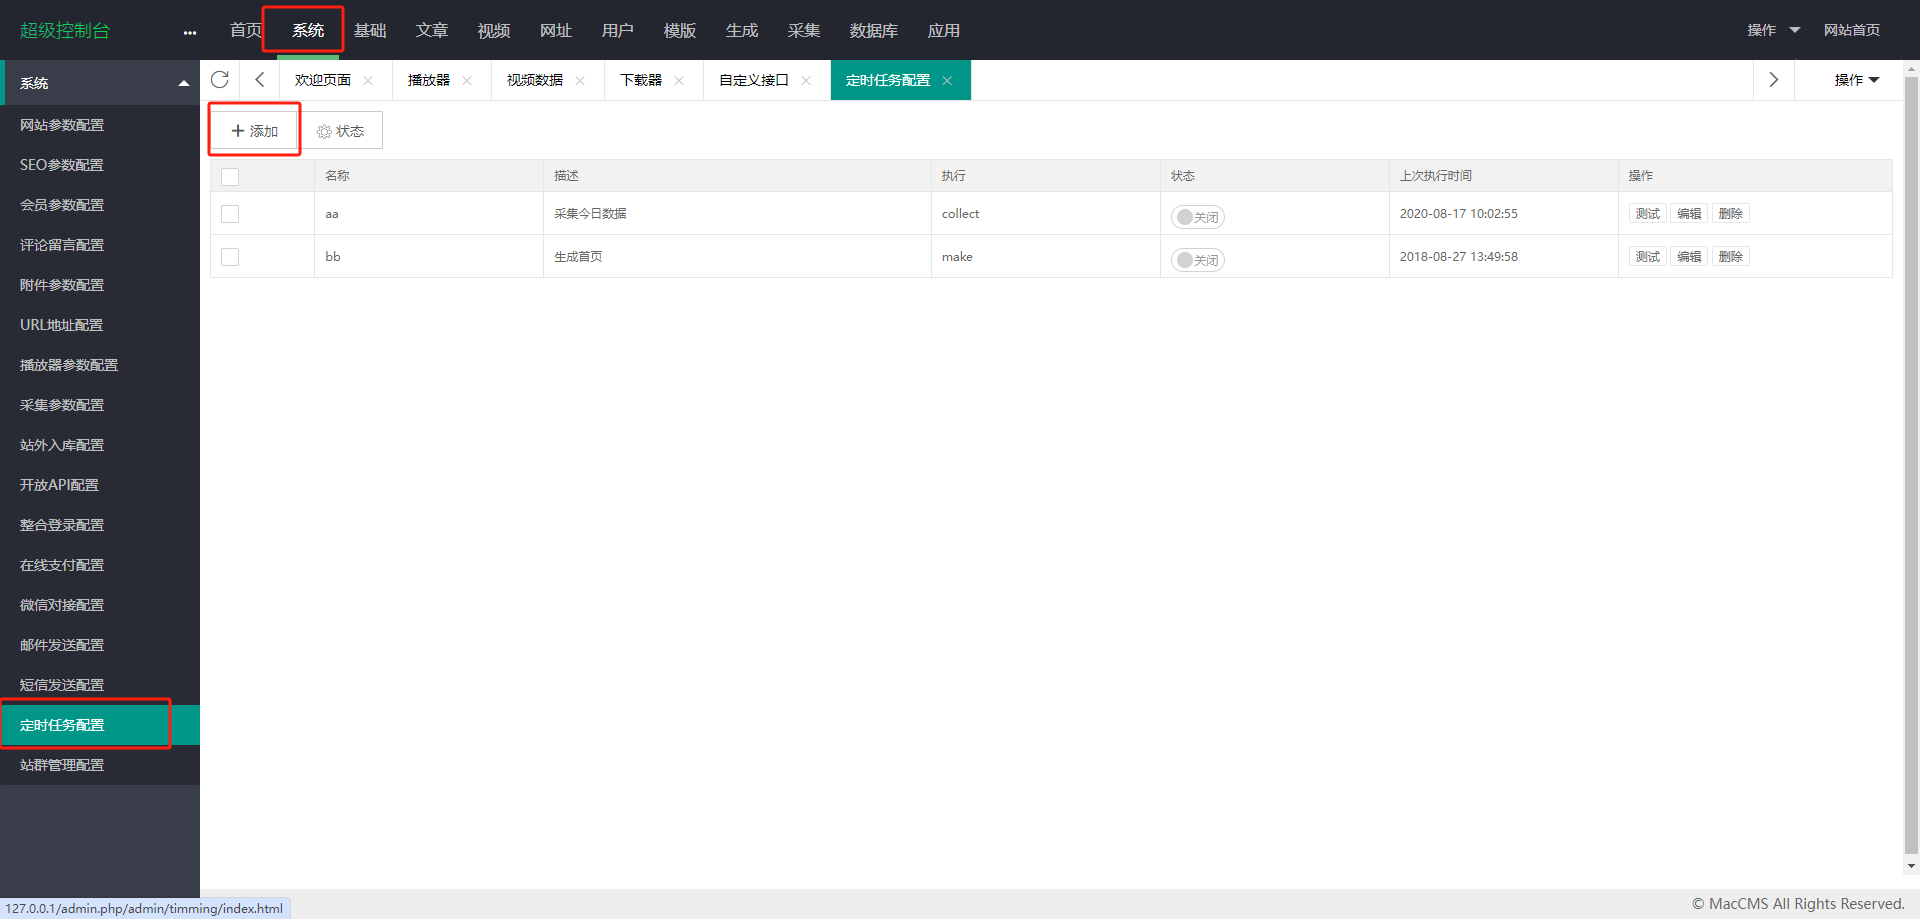 超级控制台 ••• 首页 系统 基础 文章 视频 网址 用户 模版 生成 采集 数据库 应用 操作 网站首页
系统
网站参数配置
SEO参数配置
会员参数配置
评论留言配置
附件参数配置
URL地址配置
播放器参数配置
采集参数配置
站外入库配置
开放API配置
整合登录配置
在线支付配置
微信对接配置
邮件发送配置
短信发送配置
定时任务配置
站群管理配置
欢迎页面 播放器 视频数据 下载器 自定义接口 定时任务配置 操作
添加 状态
名称 描述 执行 状态 上次执行时间 操作
aa 采集今日数据 collect 关闭 2020-08-17 10:02:55 测试 编辑 删除
bb 生成首页 make 关闭 2018-08-27 13:49:58 测试 编辑 删除
127.0.0.1/admin.php/admin/timming/index.html
© MacCMS All Rights Reserved.